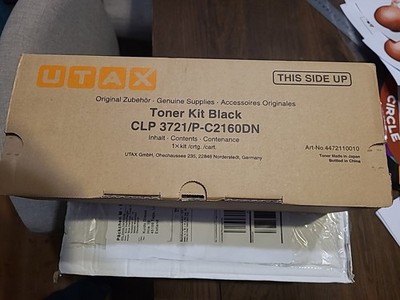 UTAX
THIS SIDE UP
Original Zubehör · Genuine Supplies · Accessoires Originales
Toner Kit Black
CLP 3721/P-C2160DN
Inhalt · Contents · Contenance
1×kit /crtg. /cart.
Art-No.4472110010
UTAX GmbH, Ohechaussee 235, 22848 Norderstedt, Germany
Toner Made in Japan
Bottled in China
CIRCLE